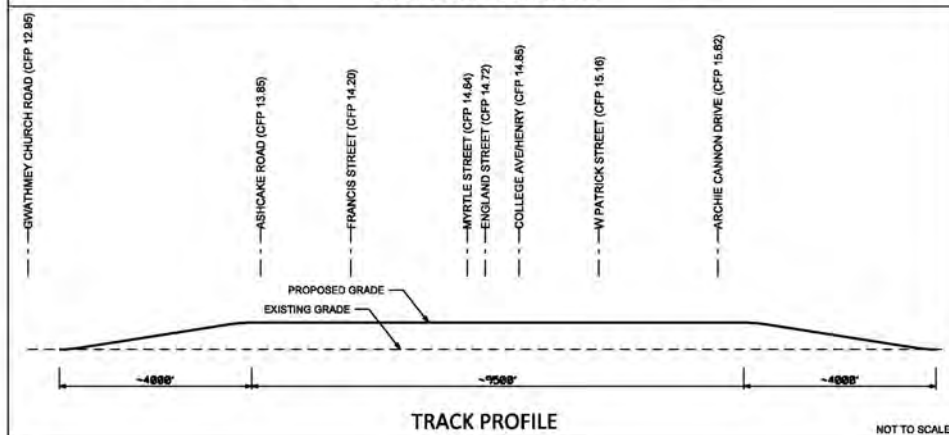 GWATHMEY CHURCH ROAD (CFP 12.95)
ASHCAKE ROAD (CFP 13.85)
FRANCIS STREET (CFP 14.20)
MYRTLE STREET (CFP 14.64)
ENGLAND STREET (CFP 14.72)
COLLEGE AVE/HENRY (CFP 14.85)
W PATRICK STREET (CFP 15.16)
ARCHIE CANNON DRIVE (CFP 15.62)
PROPOSED GRADE
EXISTING GRADE
~4000' ~9500' ~4000'
TRACK PROFILE
NOT TO SCALE